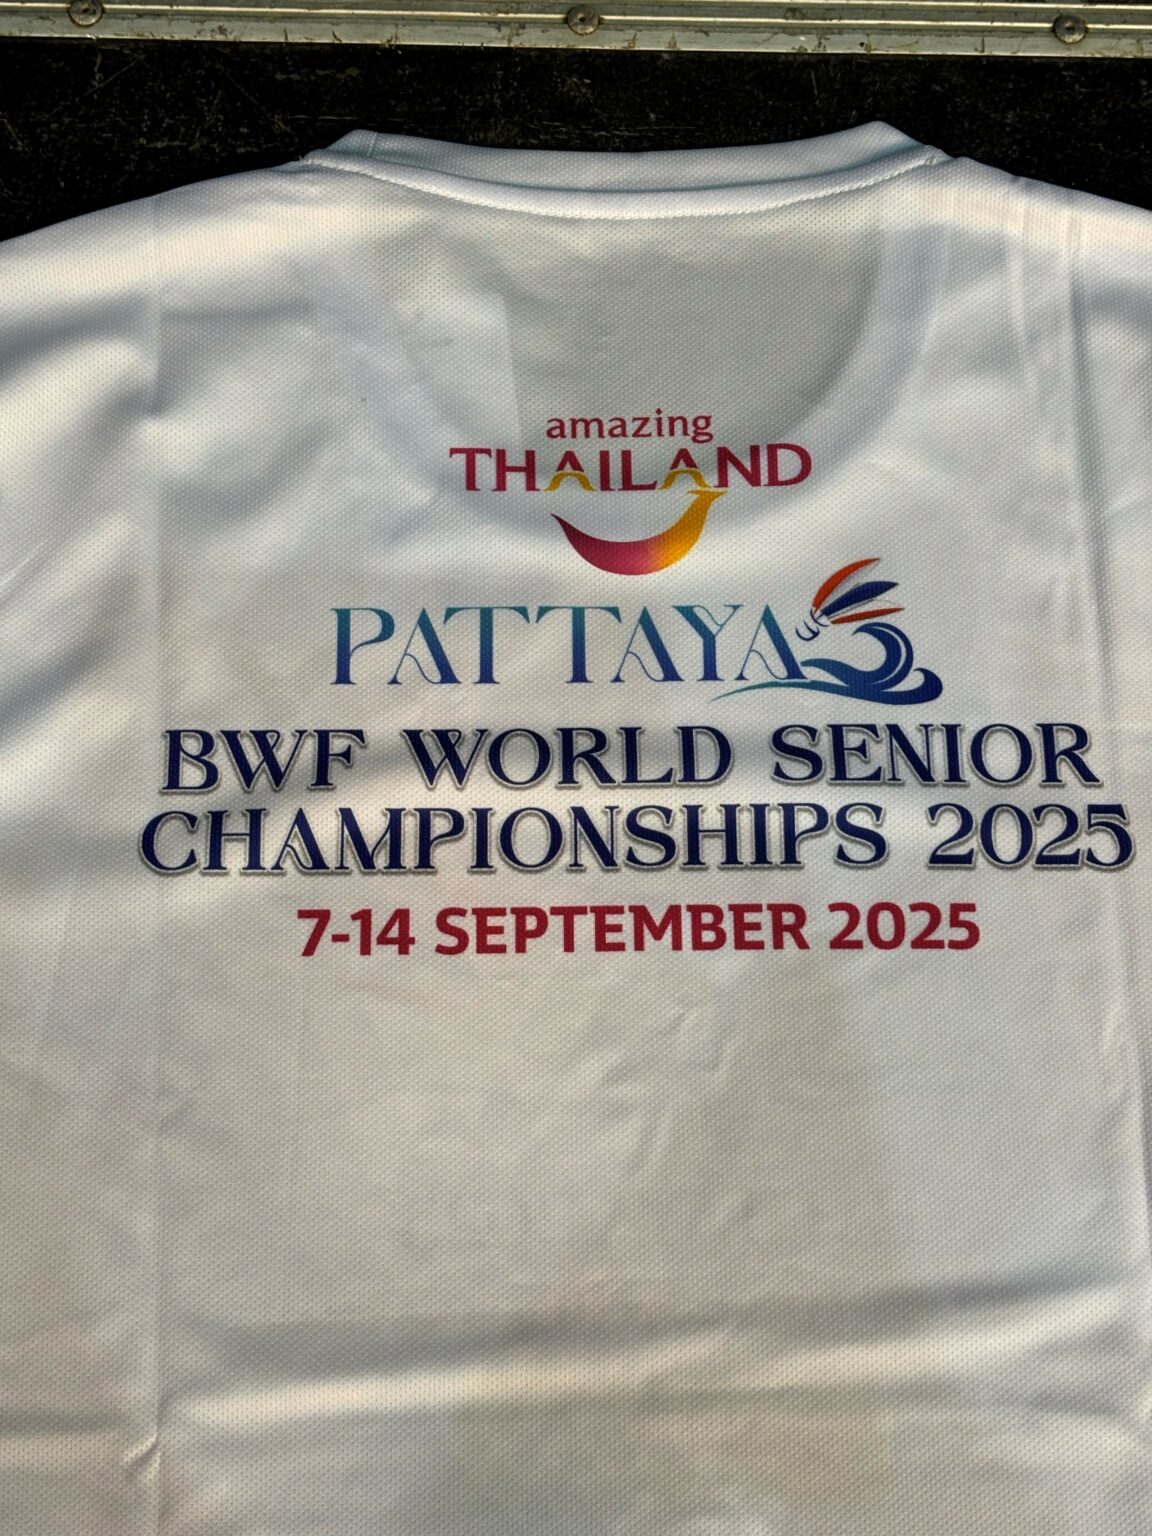 amazing
THAILAND
PATTAYA
BWF WORLD SENIOR
CHAMPIONSHIPS 2025
7-14 SEPTEMBER 2025